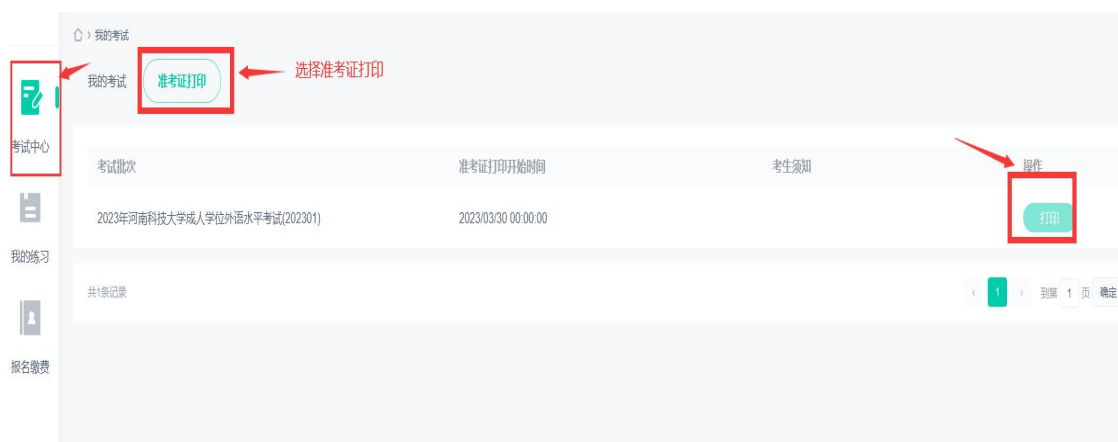 我的考试
我的考试
准考证打印
选择准考证打印
考试中心
考试批次
准考证打印开始时间
考生须知
操作
2023年河南科技大学成人学位外语水平考试(202301)
2023/03/30 00:00:00
打印
我的练习
共1条记录
1
到第 1 页 确定
报名缴费